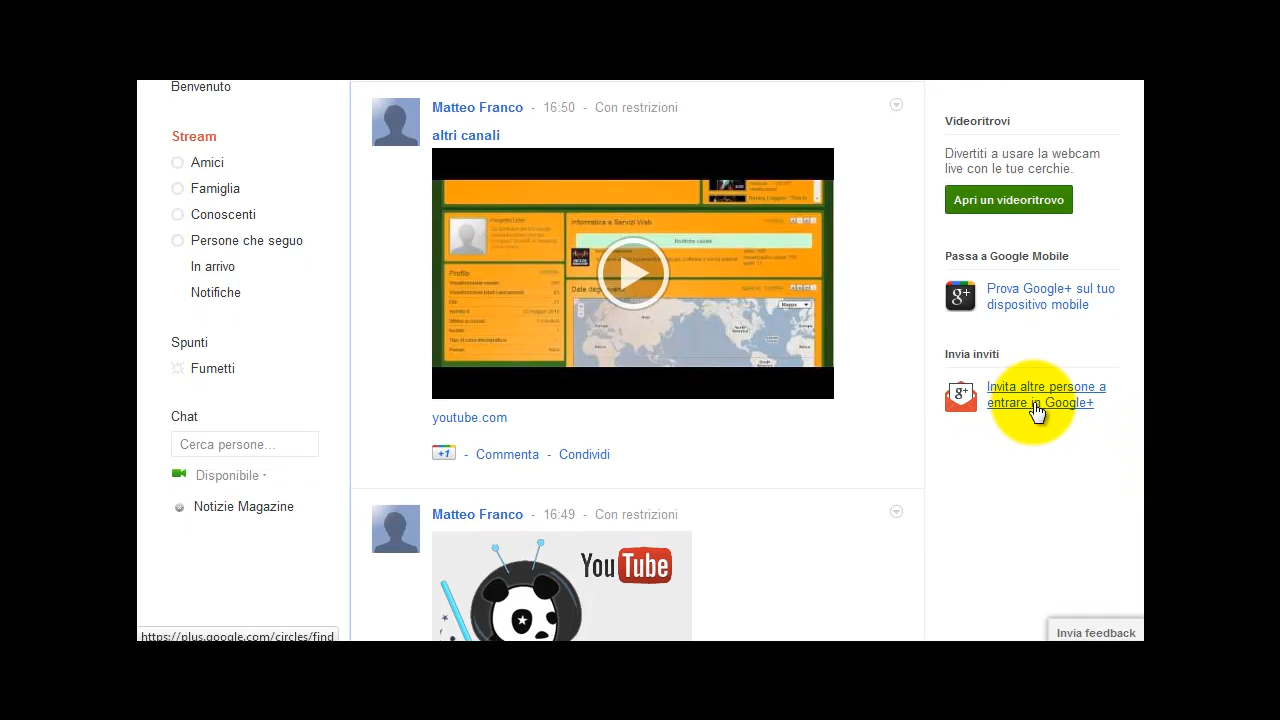 Benvenuto
Stream
Amici
Famiglia
Conoscenti
Persone che seguo
In arrivo
Notifiche
Spunti
Fumetti
Chat
Cerca persone...
Disponibile
Notizie Magazine
https://plus.google.com/circles/find
Matteo Franco - 16:50 - Con restrizioni
altri canali
Informatica e Servizi Web
Profilo
youtube.com
+1 - Commenta - Condividi
Matteo Franco - 16:49 - Con restrizioni
YouTube
Videoritrovi
Divertiti a usare la webcam
live con le tue cerchie.
Apri un videoritrovo
Passa a Google Mobile
g+
Prova Google+ sul tuo
dispositivo mobile
Invia inviti
g+
Invita altre persone a
entrare in Google+
Invia feedback